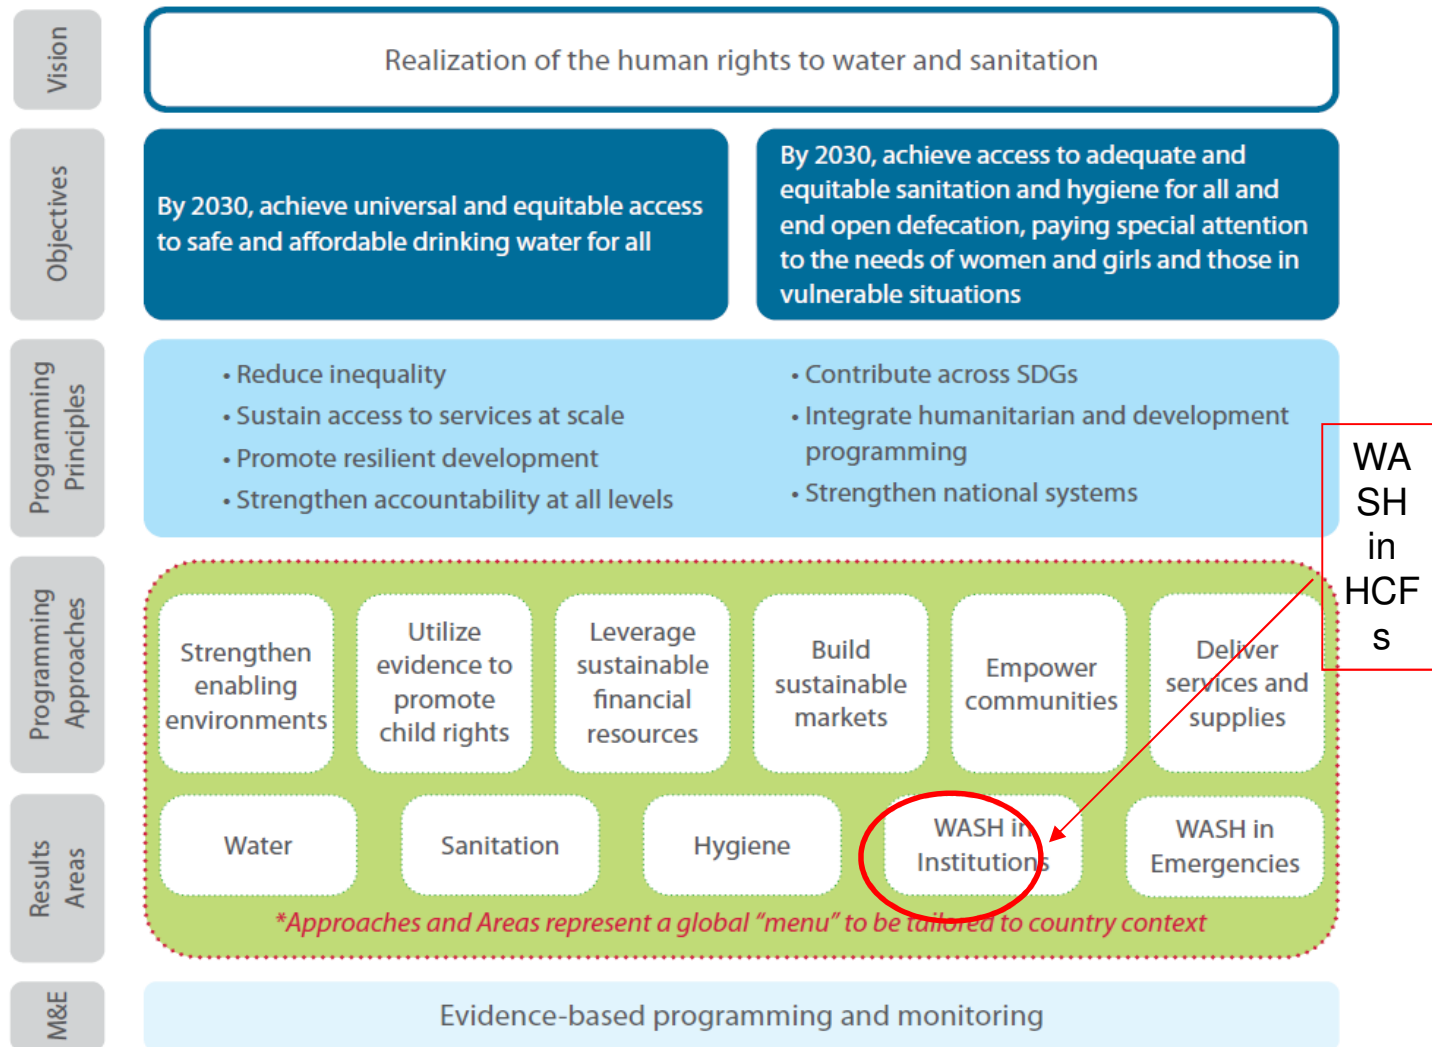 Vision
Realization of the human rights to water and sanitation
Objectives
By 2030, achieve universal and equitable access
to safe and affordable drinking water for all
By 2030, achieve access to adequate and
equitable sanitation and hygiene for all and
end open defecation, paying special attention
to the needs of women and girls and those in
vulnerable situations
Programming
Principles
• Reduce inequality
• Sustain access to services at scale
• Promote resilient development
• Strengthen accountability at all levels
• Contribute across SDGs
• Integrate humanitarian and development
programming
• Strengthen national systems
WA
SH
in
HCF
s
Programming
Approaches
Strengthen
enabling
environments
Utilize
evidence to
promote
child rights
Leverage
sustainable
financial
resources
Build
sustainable
markets
Empower
communities
Deliver
services and
supplies
Results
Areas
Water
Sanitation
Hygiene
WASH in
Institutions
WASH in
Emergencies
*Approaches and Areas represent a global “menu” to be tailored to country context
M&E
Evidence-based programming and monitoring